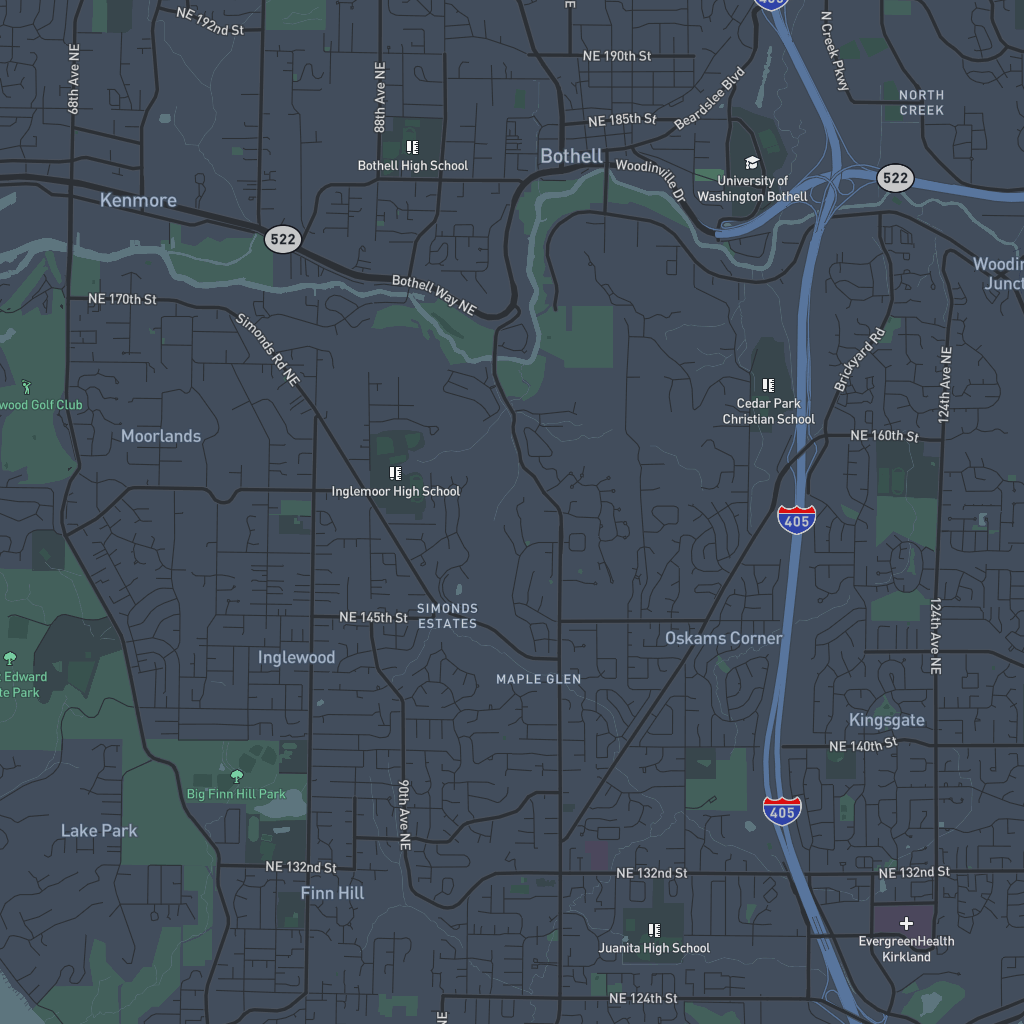 405
NE 192nd St
N Creek Pkwy
NE 190th St
68th Ave NE
88th Ave NE
Beardslee Blvd
NORTH
CREEK
NE 185th St
Bothell High School
Bothell
Woodinville Dr
University of
Washington Bothell
522
Kenmore
522
Bothell Way NE
NE 170th St
Simonds Rd NE
Brickyard Rd
124th Ave NE
Cedar Park
Christian School
Moorlands
NE 160th St
Inglemoor High School
405
NE 145th St
SIMONDS
ESTATES
124th Ave NE
Oskams Corner
Inglewood
MAPLE GLEN
Kingsgate
NE 140th St
Big Finn Hill Park
90th Ave NE
405
Lake Park
NE 132nd St
NE 132nd St
NE 132nd St
Finn Hill
Juanita High School
EvergreenHealth
Kirkland
NE 124th St
NE
wood Golf Club
Edward
te Park
Junct